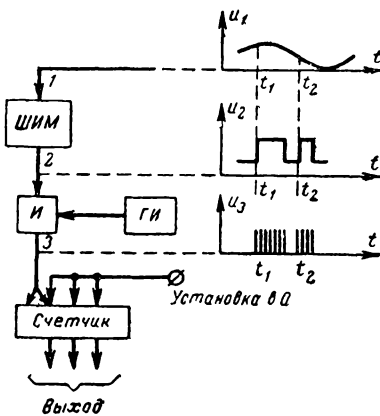 u₁
t
t₁ t₂
1
ШИМ
2
u₂
t
t₁ t₂
И
ГИ
3
u₃
t
t₁ t₂
Установка в 0
Счетчик
Выход